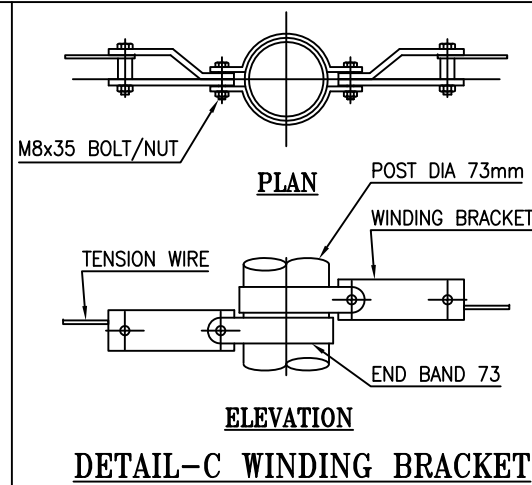 M8x35 BOLT/NUT
PLAN
POST DIA 73mm
WINDING BRACKET
TENSION WIRE
END BAND 73
ELEVATION
DETAIL-C WINDING BRACKET